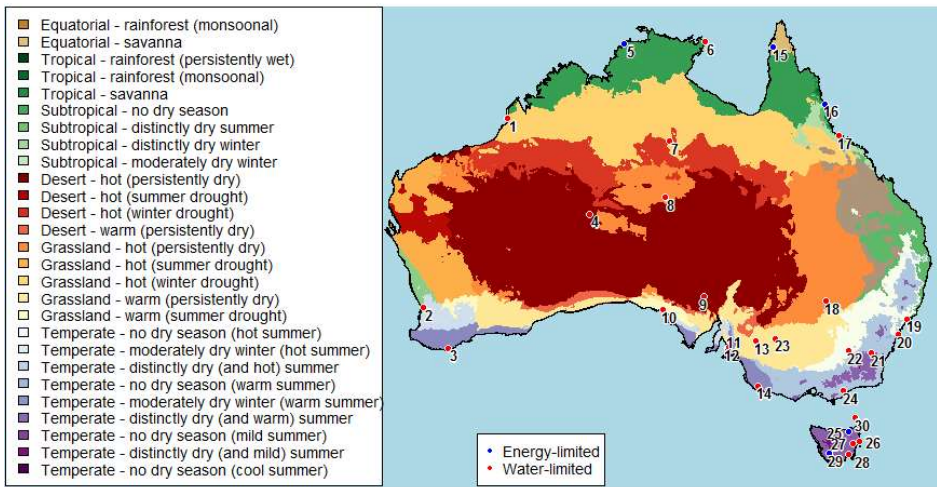 Equatorial - rainforest (monsoonal)
Equatorial - savanna
Tropical - rainforest (persistently wet)
Tropical - rainforest (monsoonal)
Tropical - savanna
Subtropical - no dry season
Subtropical - distinctly dry summer
Subtropical - distinctly dry winter
Subtropical - moderately dry winter
Desert - hot (persistently dry)
Desert - hot (summer drought)
Desert - hot (winter drought)
Desert - warm (persistently dry)
Grassland - hot (persistently dry)
Grassland - hot (summer drought)
Grassland - hot (winter drought)
Grassland - warm (persistently dry)
Grassland - warm (summer drought)
Temperate - no dry season (hot summer)
Temperate - moderately dry winter (hot summer)
Temperate - distinctly dry (and hot) summer
Temperate - no dry season (warm summer)
Temperate - moderately dry winter (warm summer)
Temperate - distinctly dry (and warm) summer
Temperate - no dry season (mild summer)
Temperate - distinctly dry (and mild) summer
Temperate - no dry season (cool summer)
5
6
15
16
1
17
7
8
4
9
10
2
3
18
19
20
11
12
13
23
22
21
14
24
30
25
26
27
28
29
Energy-limited
Water-limited